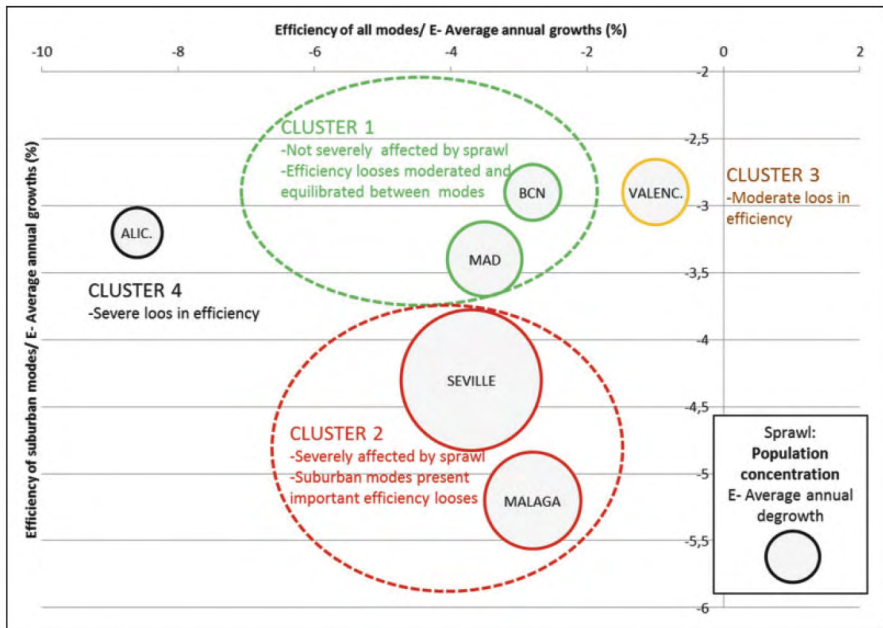 Efficiency of all modes/ E- Average annual growths (%)
-10 -8 -6 -4 -2 0 2
Efficiency of suburban modes/ E- Average annual growths (%)
-2
-2,5
-3
-3,5
-4
-4,5
-5
-5,5
-6
CLUSTER 1
-Not severely affected by sprawl
-Efficiency looses moderated and
equilibrated between modes
BCN
MAD
VALENC.
CLUSTER 3
-Moderate loos in
efficiency
ALIC.
CLUSTER 4
-Severe loos in efficiency
SEVILLE
CLUSTER 2
-Severely affected by sprawl
-Suburban modes present
important efficiency looses
MALAGA
Sprawl:
Population
concentration
E- Average annual
degrowth